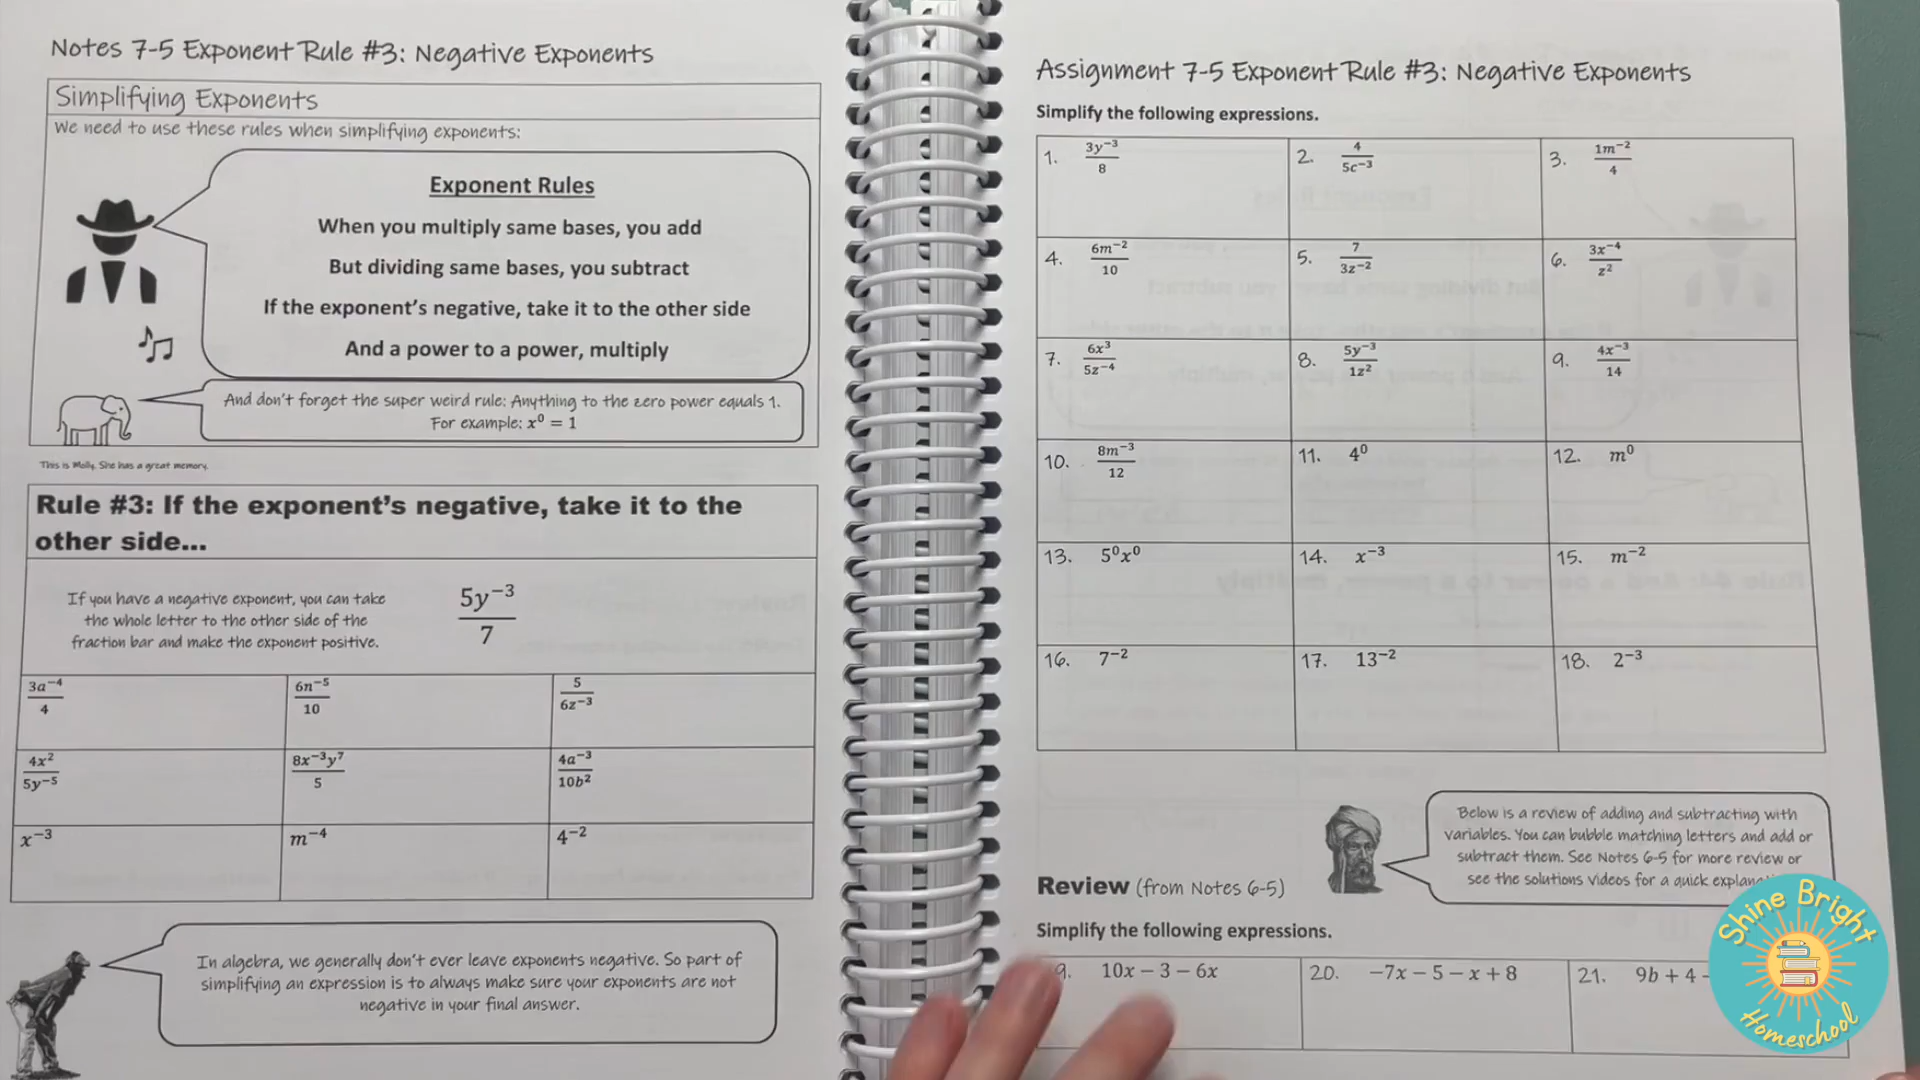 Notes 7-5 Exponent Rule #3: Negative Exponents
Simplifying Exponents
We need to use these rules when simplifying exponents:
Exponent Rules
When you multiply same bases, you add
But dividing same bases, you subtract
If the exponent's negative, take it to the other side
And a power to a power, multiply
And don't forget the super weird rule: Anything to the zero power equals 1.
For example: x⁰ = 1
This is Molly. She has a great memory.
Rule #3: If the exponent's negative, take it to the
other side...
If you have a negative exponent, you can take
the whole letter to the other side of the
fraction bar and make the exponent positive.
5y⁻³/7
3a⁻⁴/4
6n⁻⁵/10
5/6z⁻³
4x²/5y⁻⁵
8x⁻³y⁷/5
4a⁻³/10b²
x⁻³
m⁻⁴
4⁻²
In algebra, we generally don't ever leave exponents negative. So part of
simplifying an expression is to always make sure your exponents are not
negative in your final answer.
Assignment 7-5 Exponent Rule #3: Negative Exponents
Simplify the following expressions.
1. 3y⁻³/8
2. 4/5c⁻³
3. 1m⁻²/4
4. 6m⁻²/10
5. 7/3z⁻²
6. 3x⁻⁴/z²
7. 6x³/5z⁻⁴
8. 5y⁻³/1z²
9. 4x⁻³/14
10. 8m⁻³/12
11. 4⁰
12. m⁰
13. 5⁰x⁰
14. x⁻³
15. m⁻²
16. 7⁻²
17. 13⁻²
18. 2⁻³
Below is a review of adding and subtracting with
variables. You can bubble matching letters and add or
subtract them. See Notes 6-5 for more review or
see the solutions videos for a quick
Review (from Notes 6-5)
Simplify the following expressions.
9. 10x − 3 − 6x
20. −7x − 5 − x + 8
21. 9b + 4 −
Shine Bright
Homeschool